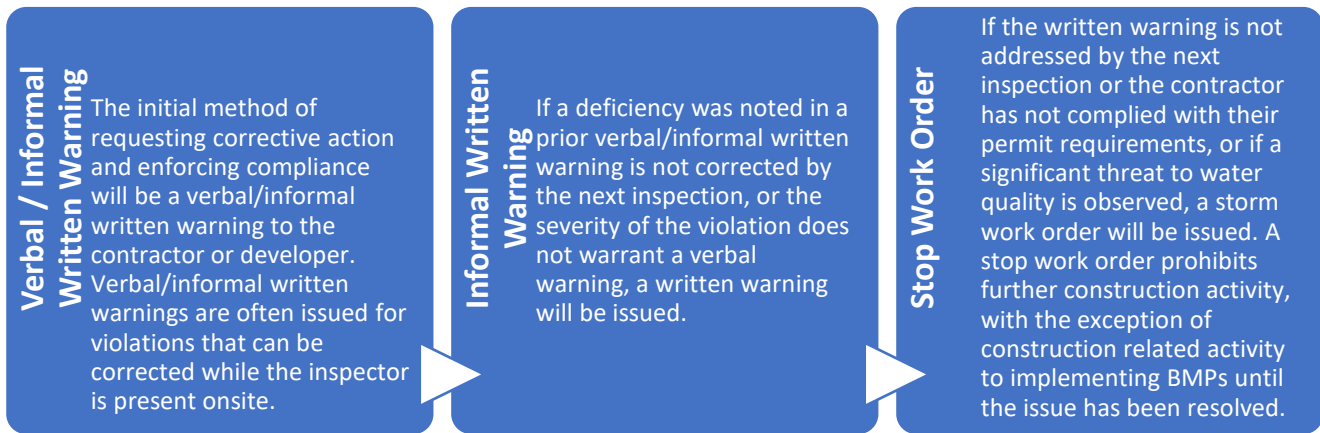 Verbal / Informal
Written Warning
The initial method of
requesting corrective action
and enforcing compliance
will be a verbal/informal
written warning to the
contractor or developer.
Verbal/informal written
warnings are often issued for
violations that can be
corrected while the inspector
is present onsite.
Informal Written
Warning
If a deficiency was noted in a
prior verbal/informal written
warning is not corrected by
the next inspection, or the
severity of the violation does
not warrant a verbal
warning, a written warning
will be issued.
Stop Work Order
If the written warning is not
addressed by the next
inspection or the contractor
has not complied with their
permit requirements, or if a
significant threat to water
quality is observed, a storm
work order will be issued. A
stop work order prohibits
further construction activity,
with the exception of
construction related activity
to implementing BMPs until
the issue has been resolved.